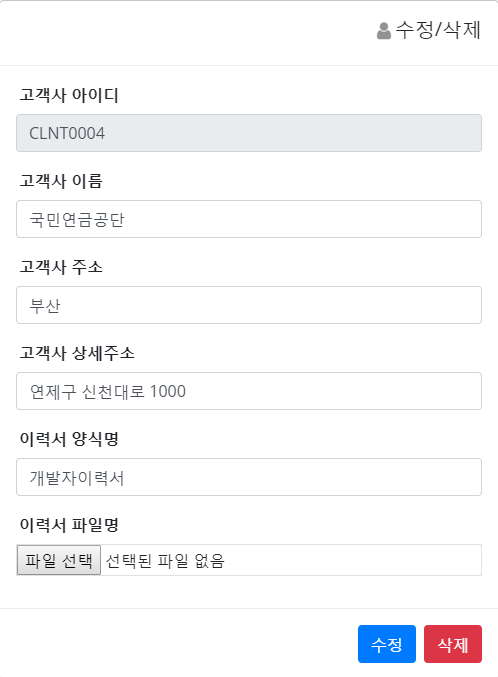 수정/삭제
고객사 아이디
CLNT0004
고객사 이름
국민연금공단
고객사 주소
부산
고객사 상세주소
연제구 신천대로 1000
이력서 양식명
개발자이력서
이력서 파일명
파일 선택 선택된 파일 없음
수정 삭제